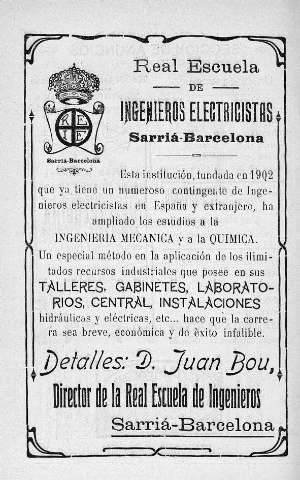 Real Escuela
DE
INGENIEROS ELECTRICISTAS
Sarriá-Barcelona
Sarriá-Barcelona
Esta institución, fundada en 1902
que ya tiene un numeroso contingente de Inge-
nieros electricistas en España y extranjero, ha
ampliado los estudios a la
INGENIERIA MECÁNICA y a la QUIMICA.
Un especial método en la aplicación de los ilimi-
tados recursos industriales que posee en sus
TALLERES, GABINETES, LABORATO-
RIOS, CENTRAL, INSTALACIONES
hidráulicas y eléctricas, etc... hace que la carre-
ra sea breve, económica y de éxito infalible.
Detalles: D. Juan Bou,
Director de la Real Escuela de Ingenieros
Sarriá-Barcelona